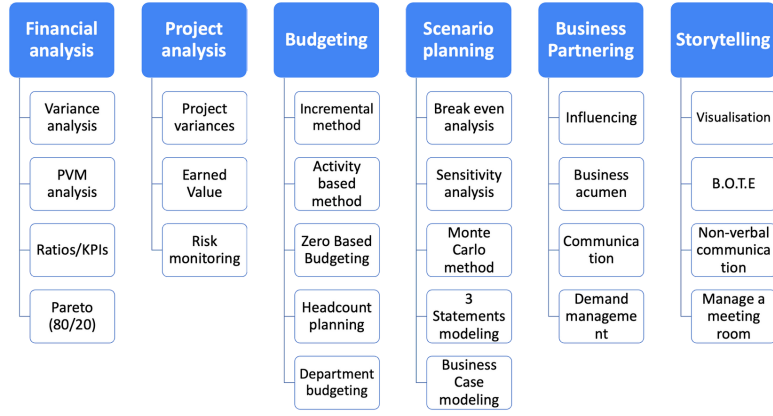 Financial
analysis
Variance
analysis
PVM
analysis
Ratios/KPIs
Pareto
(80/20)
Project
analysis
Project
variances
Earned
Value
Risk
monitoring
Budgeting
Incremental
method
Activity
based
method
Zero Based
Budgeting
Headcount
planning
Department
budgeting
Scenario
planning
Break even
analysis
Sensitivity
analysis
Monte
Carlo
method
3
Statements
modeling
Business
Case
modeling
Business
Partnering
Influencing
Business
acumen
Communica
tion
Demand
manageme
nt
Storytelling
Visualisation
B.O.T.E
Non-verbal
communica
tion
Manage a
meeting
room